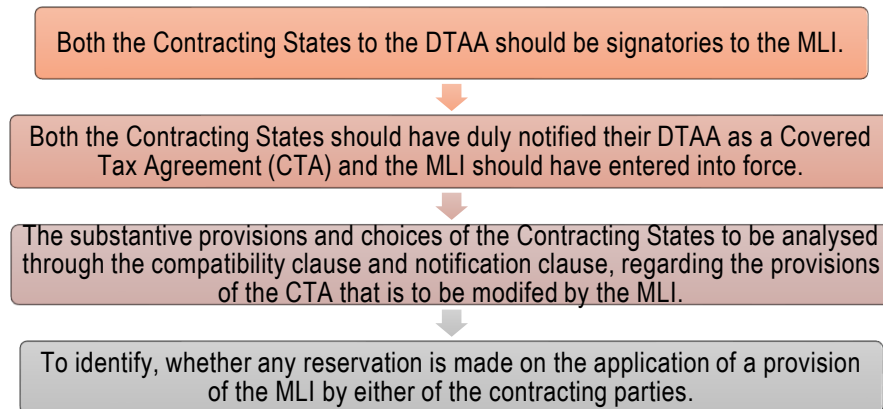 Both the Contracting States to the DTAA should be signatories to the MLI.
Both the Contracting States should have duly notified their DTAA as a Covered
Tax Agreement (CTA) and the MLI should have entered into force.
The substantive provisions and choices of the Contracting States to be analysed
through the compatibility clause and notification clause, regarding the provisions
of the CTA that is to be modifed by the MLI.
To identify, whether any reservation is made on the application of a provision
of the MLI by either of the contracting parties.